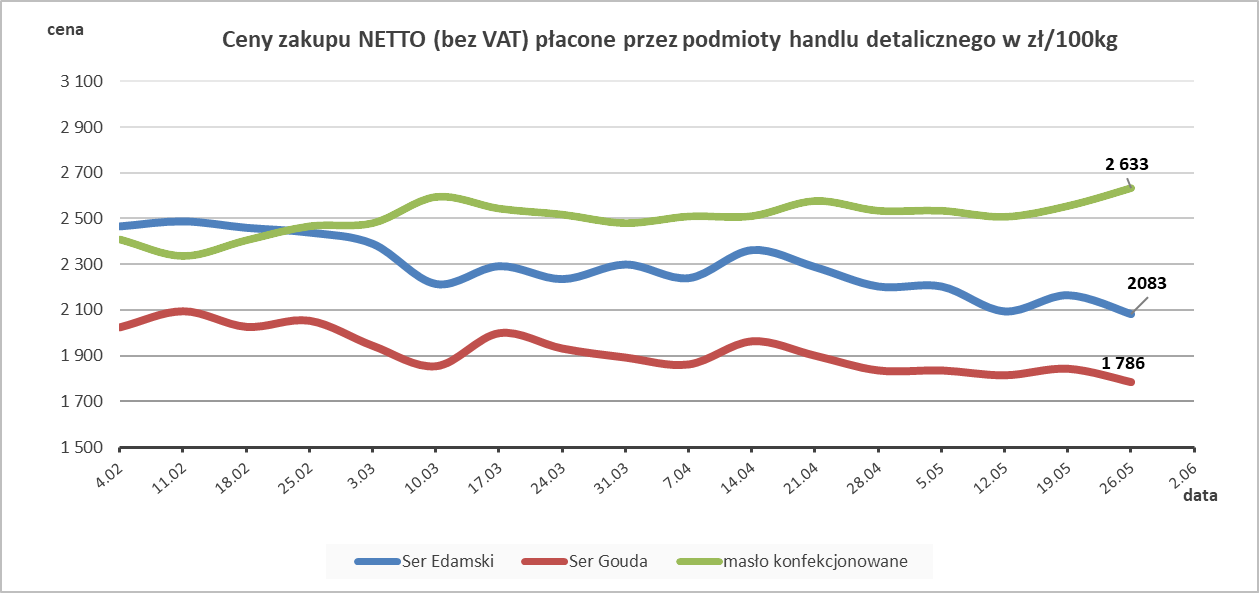 cena
Ceny zakupu NETTO (bez VAT) płacone przez podmioty handlu detalicznego w zł/100kg
3 100
2 900
2 700
2 500
2 300
2 100
1 900
1 700
1 500
2 633
2083
1 786
4.02 11.02 18.02 25.02 3.03 10.03 17.03 24.03 31.03 7.04 14.04 21.04 28.04 5.05 12.05 19.05 26.05 2.06
data
Ser Edamski Ser Gouda masło konfekcjonowane